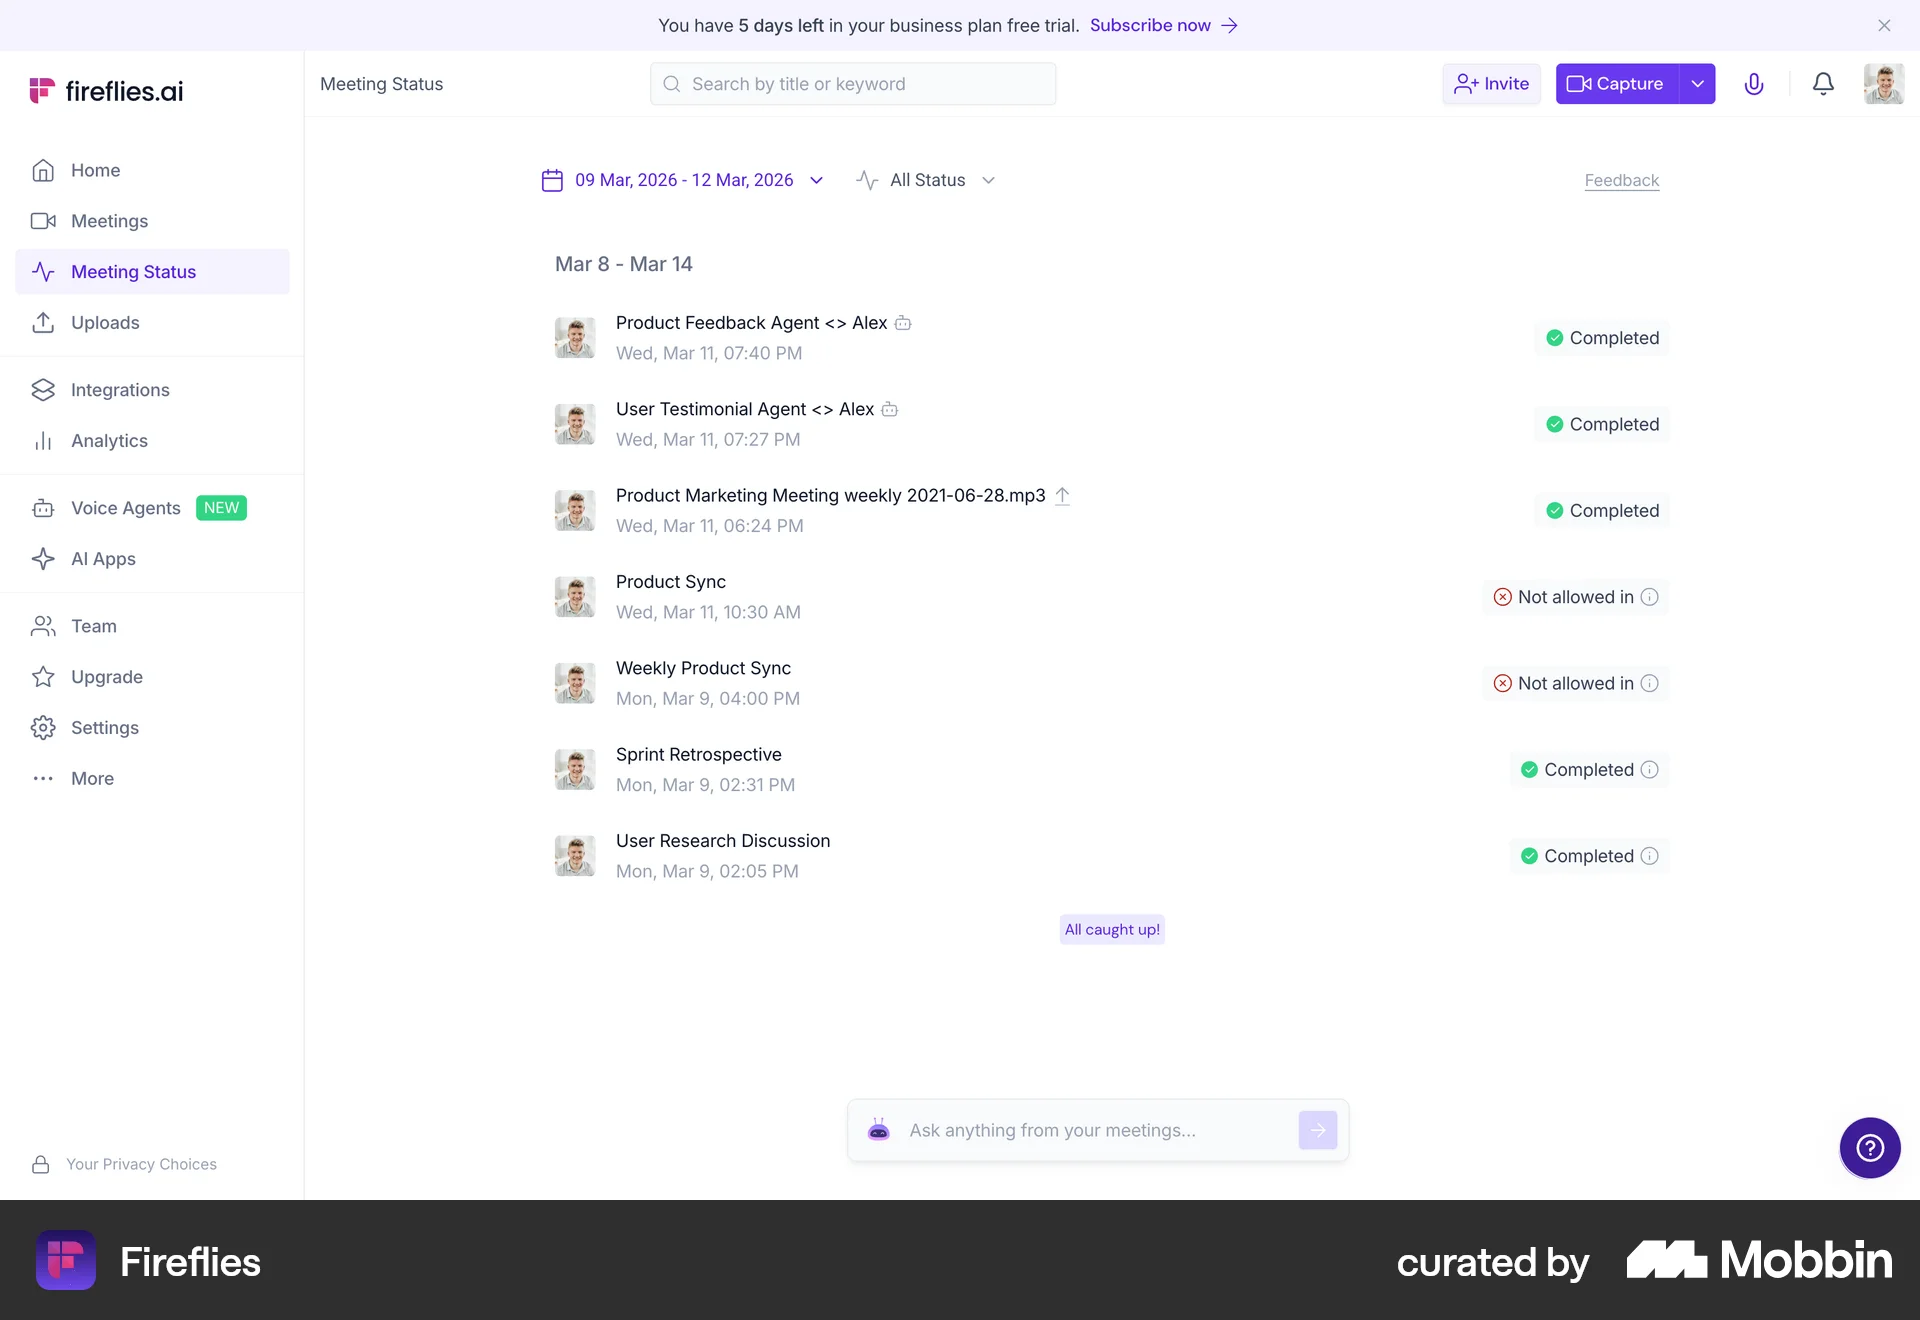 You have 5 days left in your business plan free trial. Subscribe now
fireflies.ai
Meeting Status
Search by title or keyword
Invite
Capture
Home
Meetings
Meeting Status
Uploads
Integrations
Analytics
Voice Agents NEW
AI Apps
Team
Upgrade
Settings
More
Your Privacy Choices
09 Mar, 2026 - 12 Mar, 2026
All Status
Feedback
Mar 8 - Mar 14
Product Feedback Agent <> Alex
Wed, Mar 11, 07:40 PM
Completed
User Testimonial Agent <> Alex
Wed, Mar 11, 07:27 PM
Completed
Product Marketing Meeting weekly 2021-06-28.mp3
Wed, Mar 11, 06:24 PM
Completed
Product Sync
Wed, Mar 11, 10:30 AM
Not allowed in
Weekly Product Sync
Mon, Mar 9, 04:00 PM
Not allowed in
Sprint Retrospective
Mon, Mar 9, 02:31 PM
Completed
User Research Discussion
Mon, Mar 9, 02:05 PM
Completed
All caught up!
Ask anything from your meetings...
Fireflies
curated by
Mobbin